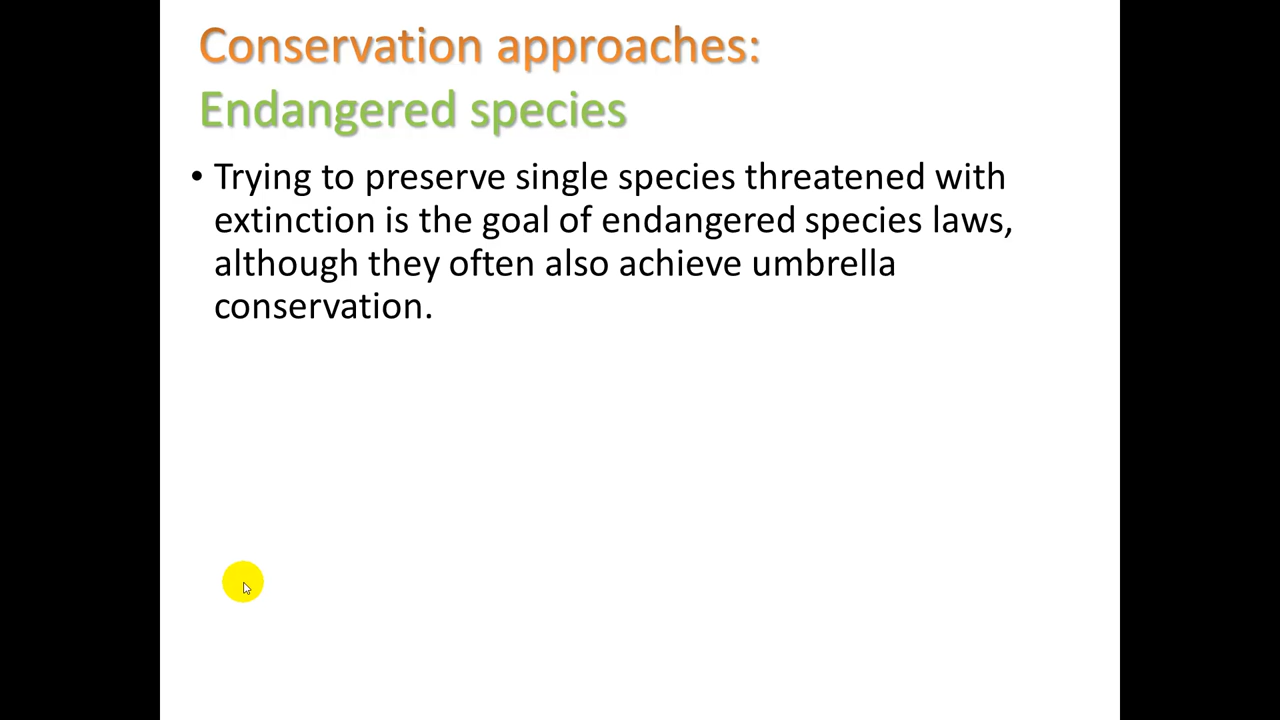 Conservation approaches:
Endangered species
• Trying to preserve single species threatened with
extinction is the goal of endangered species laws,
although they often also achieve umbrella
conservation.